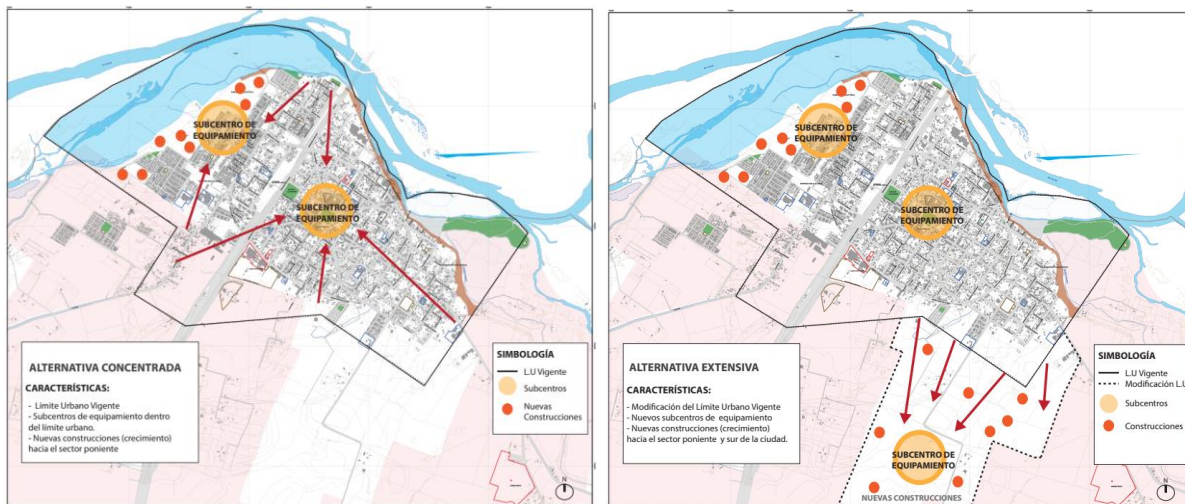 SUBCENTRO DE
EQUIPAMIENTO
SUBCENTRO DE
EQUIPAMIENTO
ALTERNATIVA CONCENTRADA
CARACTERÍSTICAS:
- Límite Urbano Vigente
- Subcentros de equipamiento dentro
del límite urbano.
- Nuevas construcciones (crecimiento)
hacia el sector poniente
SIMBOLOGÍA
L.U Vigente
Subcentros
Nuevas
Construcciones
SUBCENTRO DE
EQUIPAMIENTO
SUBCENTRO DE
EQUIPAMIENTO
SUBCENTRO DE
EQUIPAMIENTO
NUEVAS CONSTRUCCIONES
ALTERNATIVA EXTENSIVA
CARACTERÍSTICAS:
- Modificación del Límite Urbano Vigente
- Nuevos subcentros de equipamiento
- Nuevas construcciones (crecimiento)
hacia el sector poniente y sur de la ciudad.
SIMBOLOGÍA
L.U Vigente
Modificación L.U
Subcentros
Construcciones